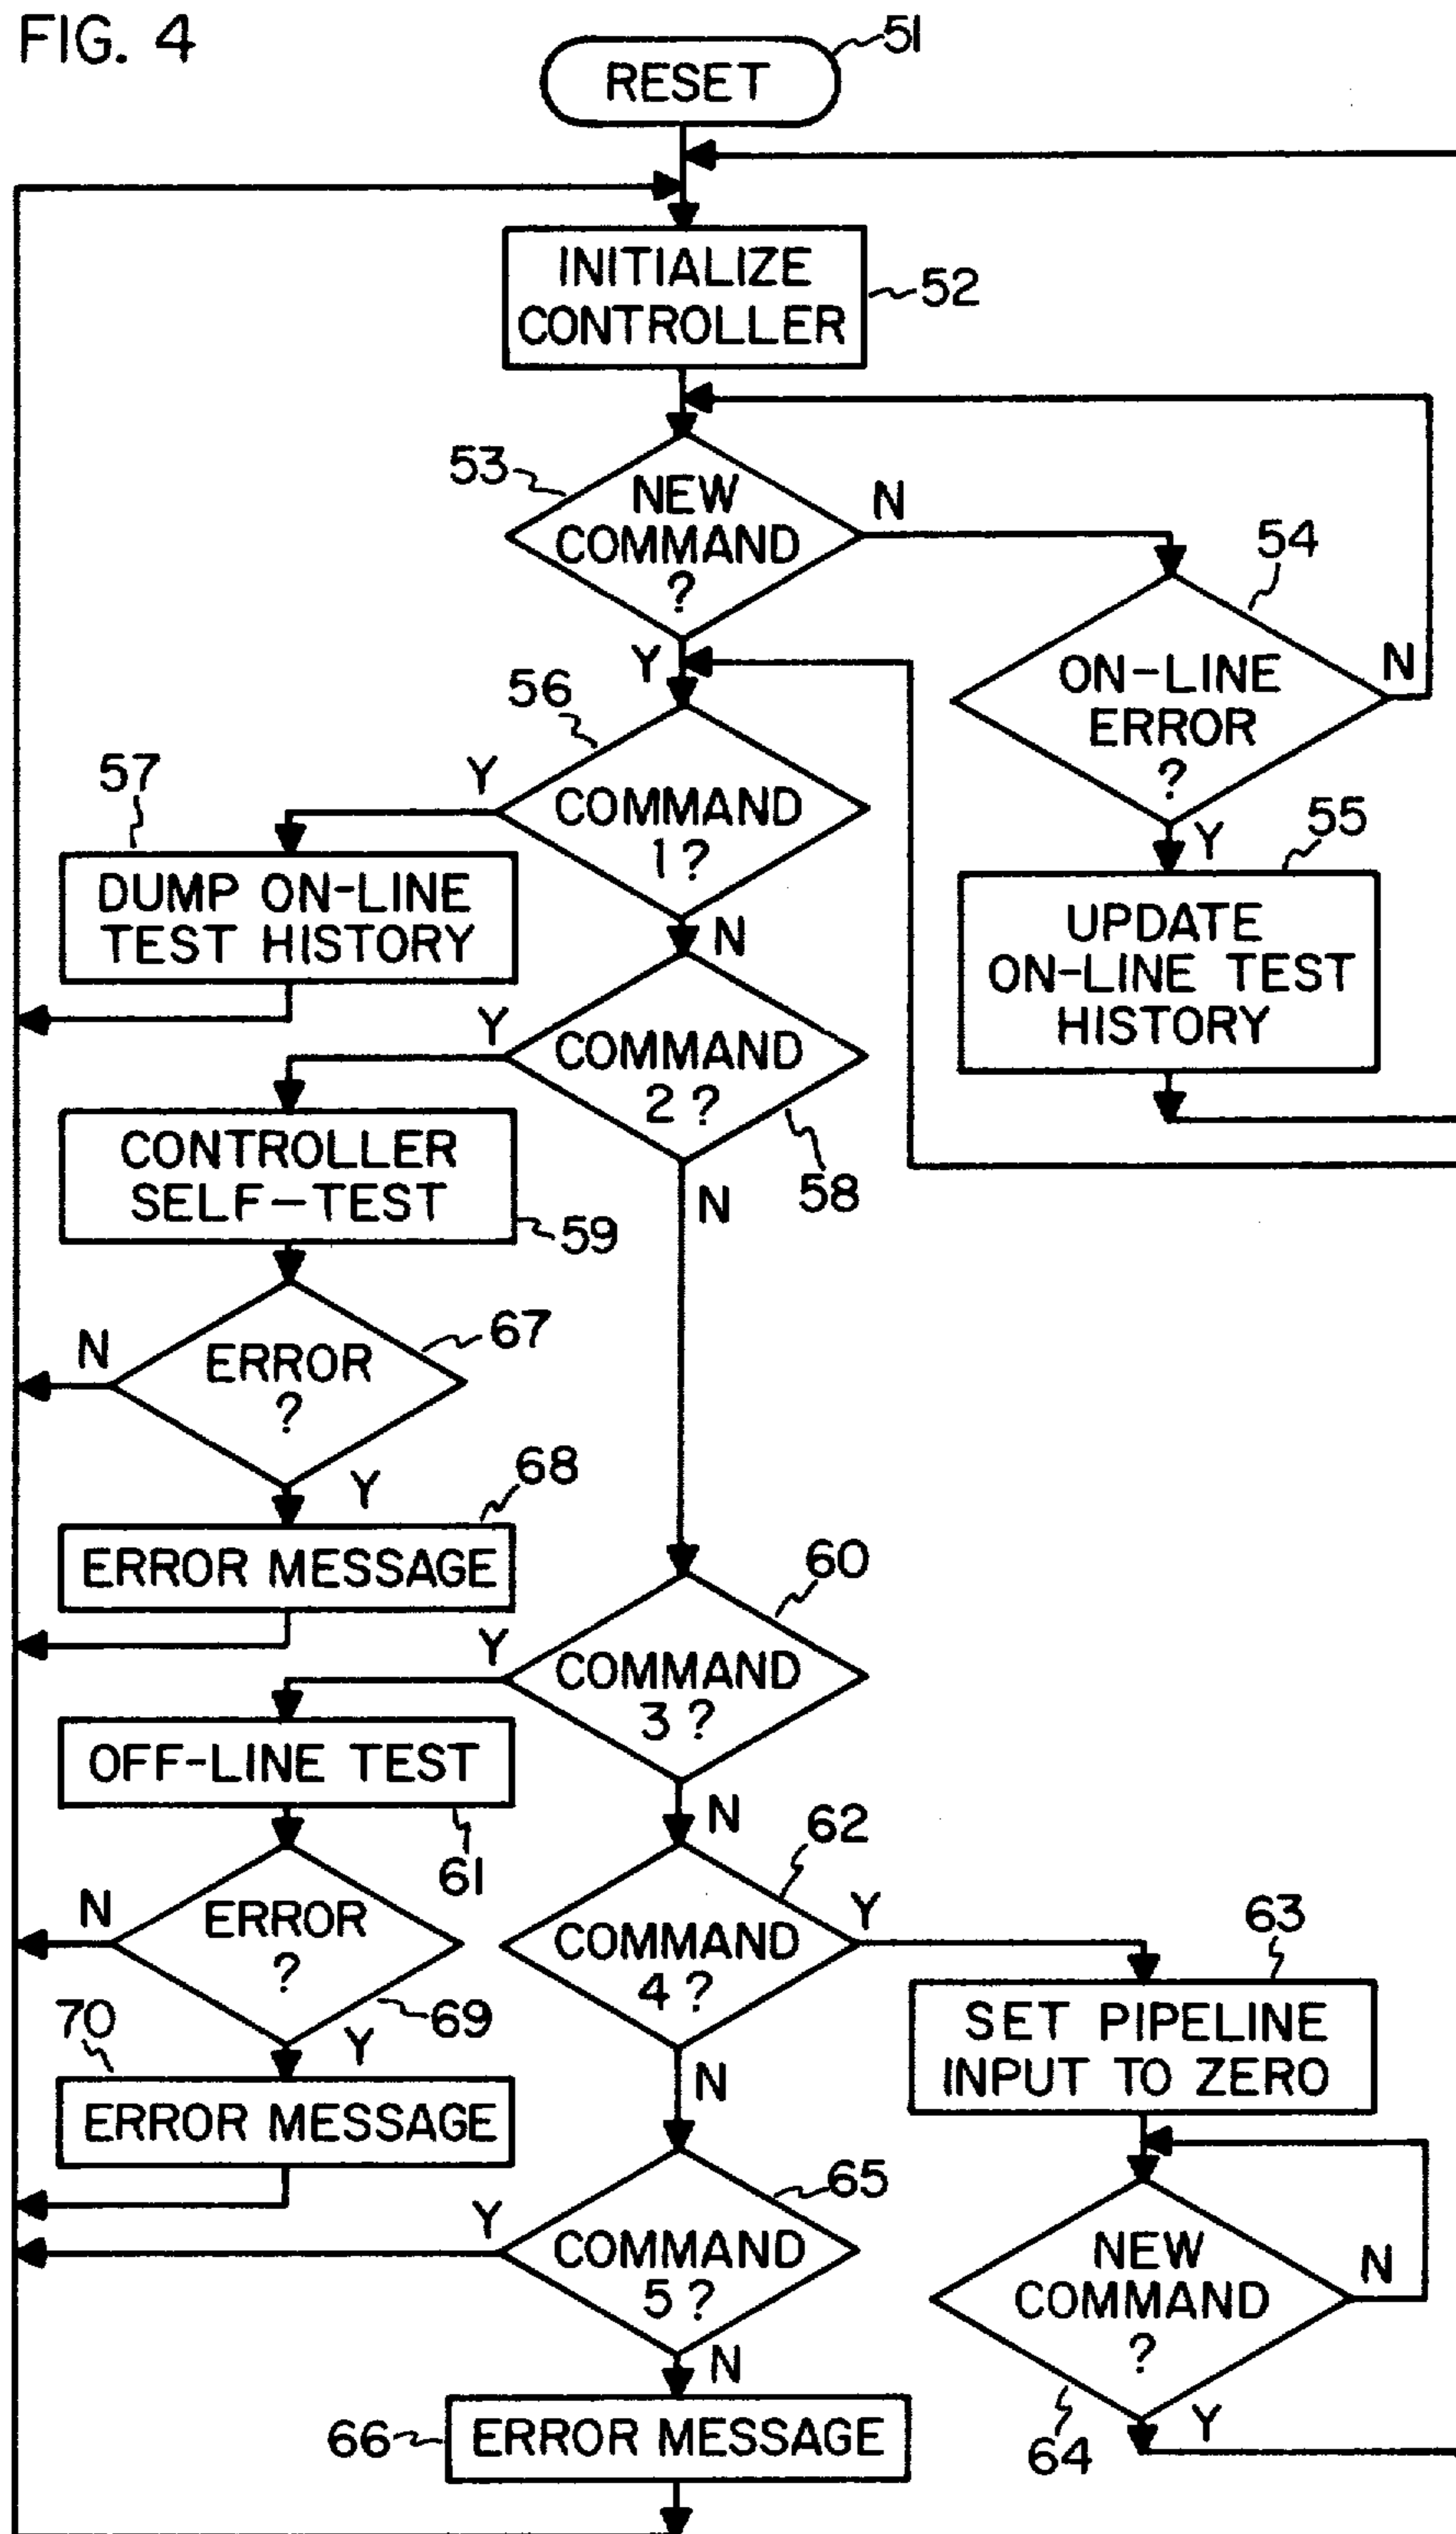 FIG. 4
51
RESET
INITIALIZE
CONTROLLER
52
53
NEW
COMMAND
?
N
Y
54
ON-LINE
ERROR
?
N
Y
55
UPDATE
ON-LINE TEST
HISTORY
56
COMMAND
1?
Y
N
57
DUMP ON-LINE
TEST HISTORY
COMMAND
2?
Y
N
58
CONTROLLER
SELF-TEST
59
ERROR
?
67
N
Y
68
ERROR MESSAGE
60
COMMAND
3?
Y
N
OFF-LINE TEST
61
ERROR
?
N
69
Y
70
ERROR MESSAGE
62
COMMAND
4?
Y
N
63
SET PIPELINE
INPUT TO ZERO
NEW
COMMAND
?
N
Y
64
65
COMMAND
5?
Y
N
66
ERROR MESSAGE